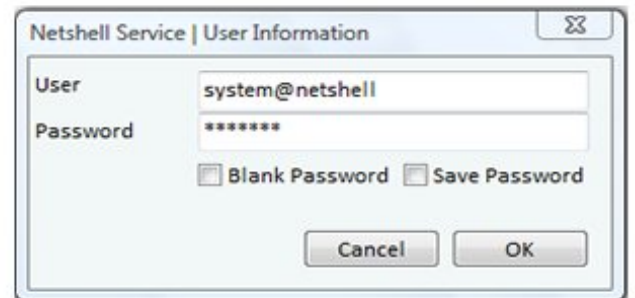 Netshell Service | User Information
User system@netshell
Password *******
Blank Password Save Password
Cancel OK